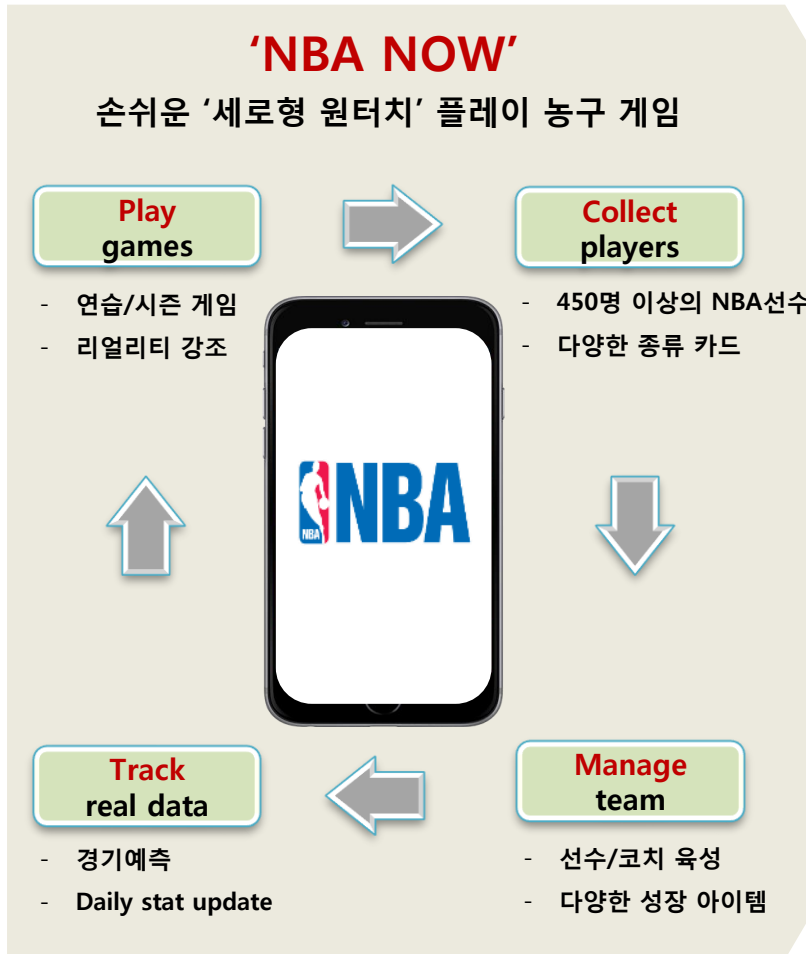 ‘NBA NOW’
손쉬운 ‘세로형 원터치’ 플레이 농구 게임
Play
games
- 연습/시즌 게임
- 리얼리티 강조
Collect
players
- 450명 이상의 NBA선수
- 다양한 종류 카드
NBA
NBA
Track
real data
- 경기예측
- Daily stat update
Manage
team
- 선수/코치 육성
- 다양한 성장 아이템